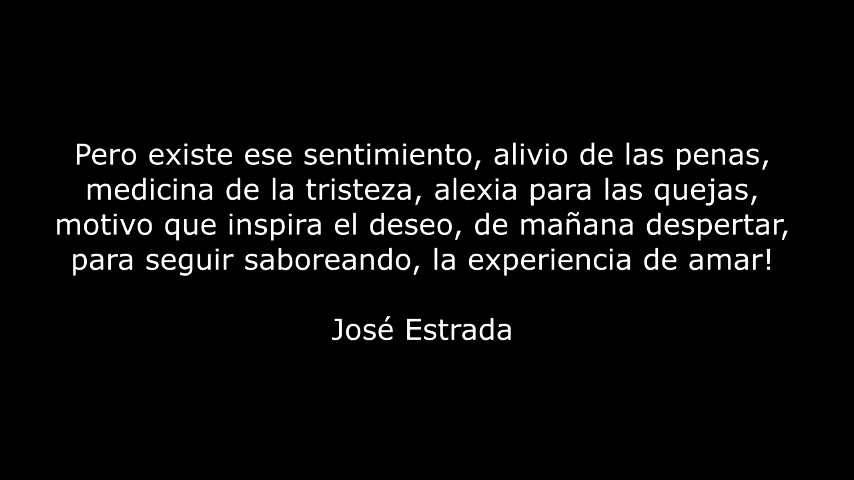 Pero existe ese sentimiento, alivio de las penas,
medicina de la tristeza, alexia para las quejas,
motivo que inspira el deseo, de mañana despertar,
para seguir saboreando, la experiencia de amar!
José Estrada